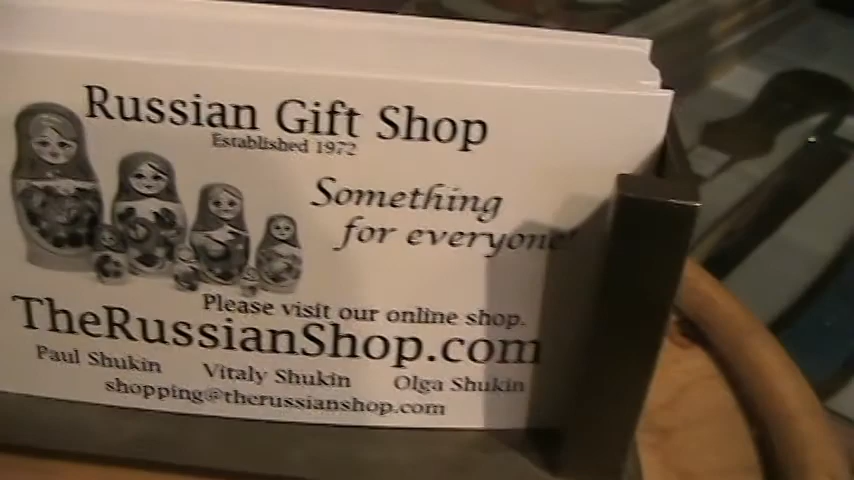 Russian Gift Shop
Established 1972
Something
for everyone!
Please visit our online shop.
TheRussianShop.com
Paul Shukin Vitaly Shukin Olga Shukin
shopping@therussianshop.com